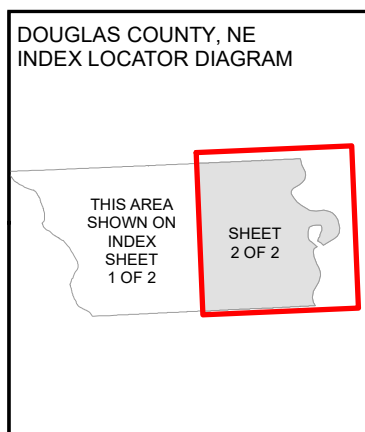 DOUGLAS COUNTY, NE
INDEX LOCATOR DIAGRAM
THIS AREA
SHOWN ON
INDEX
SHEET
1 OF 2
SHEET
2 OF 2